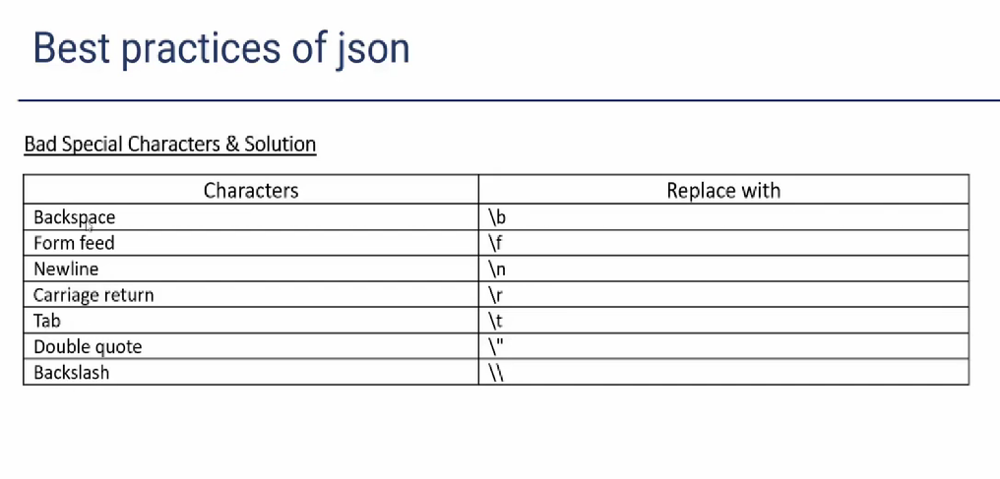 Best practices of json
Bad Special Characters & Solution
Characters Replace with
Backspace \b
Form feed \f
Newline \n
Carriage return \r
Tab \t
Double quote \"
Backslash \\